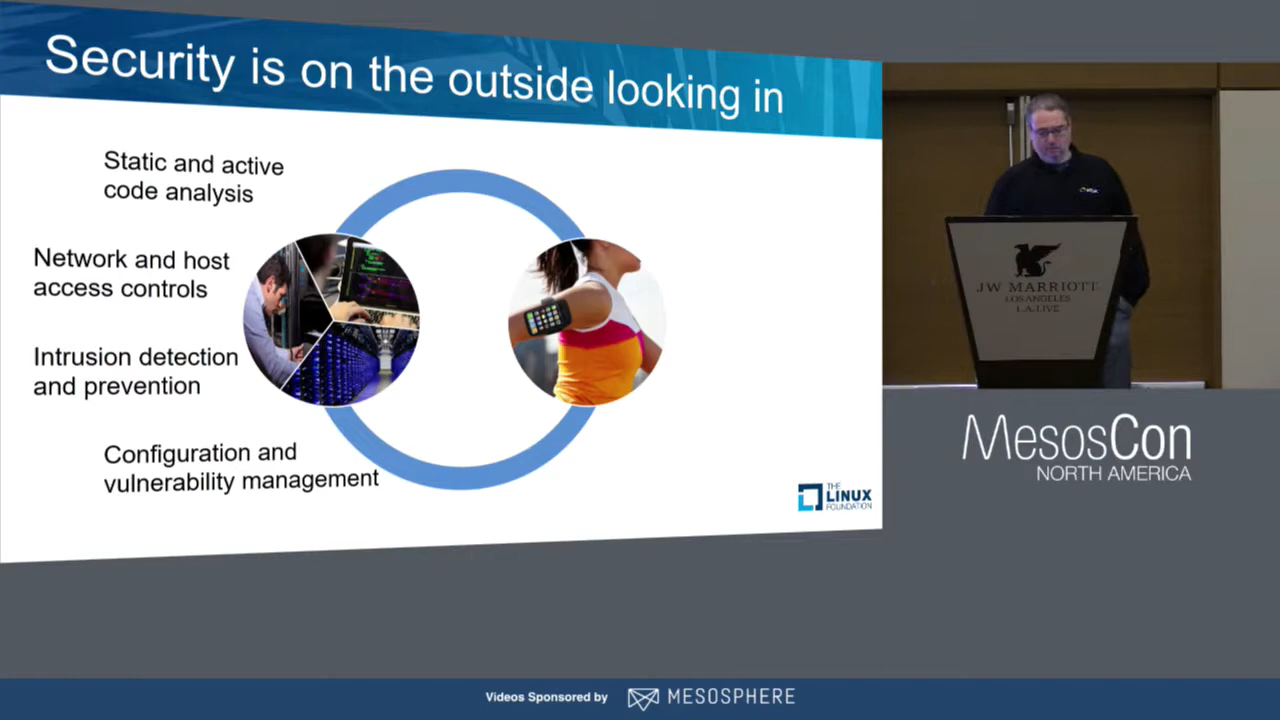 Security is on the outside looking in
Static and active
code analysis
Network and host
access controls
Intrusion detection
and prevention
Configuration and
vulnerability management
THE
LINUX
FOUNDATION
JW MARRIOTT
LOS ANGELES
L.A. LIVE
MesosCon
NORTH AMERICA
Videos Sponsored by
MESOSPHERE